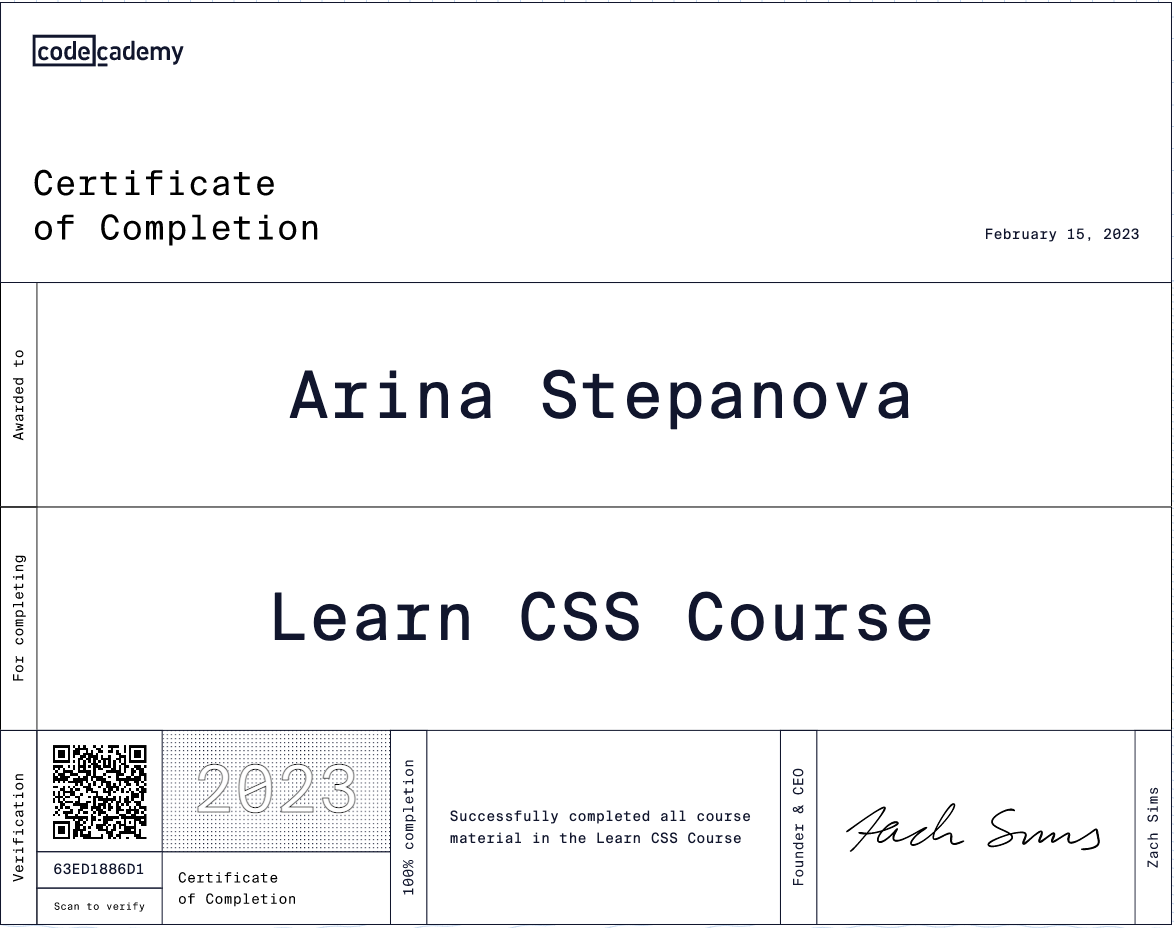 codecademy
Certificate
of Completion
February 15, 2023
Awarded to
Arina Stepanova
For completing
Learn CSS Course
Verification
63ED1886D1
Scan to verify
2023
Certificate
of Completion
100% completion
Successfully completed all course
material in the Learn CSS Course
Founder & CEO
Zach Sims
Zach Sims